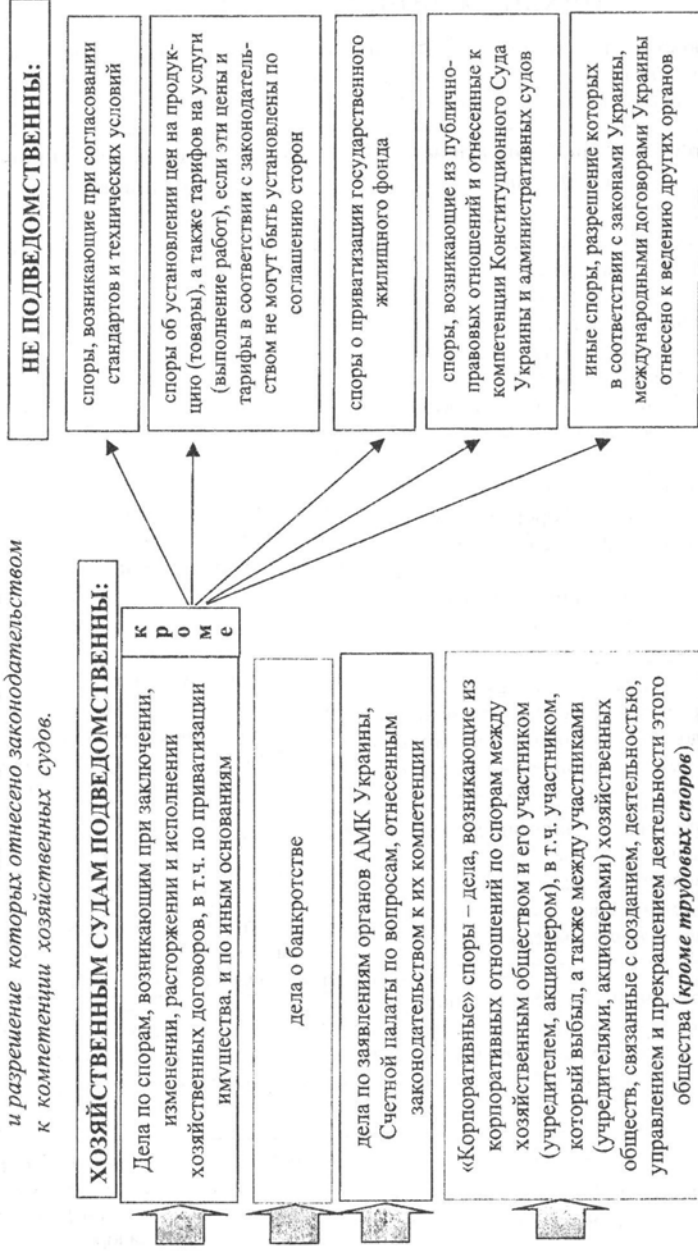 и разрешение которых отнесено законодательством
к компетенции хозяйственных судов.
ХОЗЯЙСТВЕННЫМ СУДАМ ПОДВЕДОМСТВЕННЫ:
Дела по спорам, возникающим при заключении,
изменении, расторжении и исполнении
хозяйственных договоров, в т.ч. по приватизации
имущества, и по иным основаниям
к
р
о
м
е
дела о банкротстве
дела по заявлениям органов АМК Украины,
Счетной палаты по вопросам, отнесенным
законодательством к их компетенции
«Корпоративные» споры – дела, возникающие из
корпоративных отношений по спорам между
хозяйственным обществом и его участником
(учредителем, акционером), в т.ч. участником,
который выбыл, а также между участниками
(учредителями, акционерами) хозяйственных
обществ, связанные с созданием, деятельностью,
управлением и прекращением деятельности этого
общества (кроме трудовых споров)
НЕ ПОДВЕДОМСТВЕННЫ:
споры, возникающие при согласовании
стандартов и технических условий
споры об установлении цен на продук-
цию (товары), а также тарифов на услуги
(выполнение работ), если эти цены и
тарифы в соответствии с законодатель-
ством не могут быть установлены по
соглашению сторон
споры о приватизации государственного
жилищного фонда
споры, возникающие из публично-
правовых отношений и отнесенные к
компетенции Конституционного Суда
Украины и административных судов
иные споры, разрешение которых
в соответствии с законами Украины,
международными договорами Украины
отнесено к ведению других органов